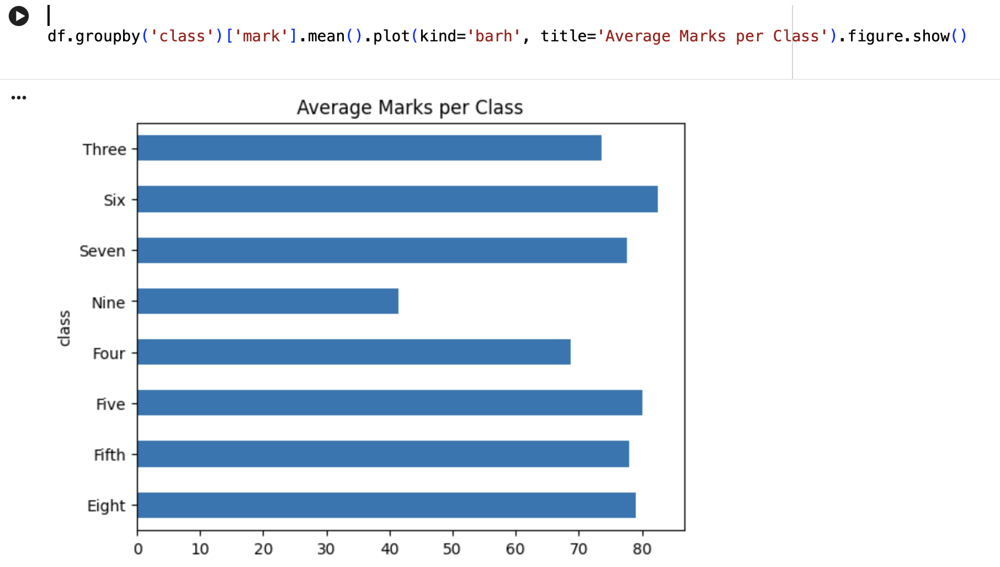 df.groupby('class')['mark'].mean().plot(kind='barh', title='Average Marks per Class').figure.show()
Average Marks per Class
Three
Six
Seven
Nine
class
Four
Five
Fifth
Eight
0 10 20 30 40 50 60 70 80